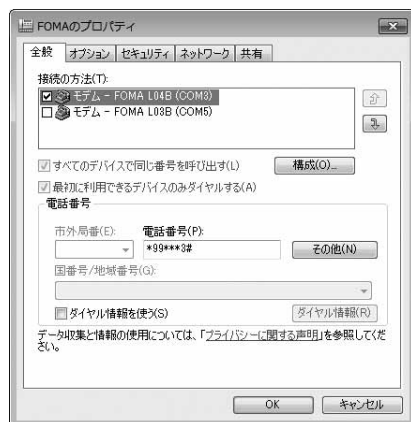 FOMAのプロパティ
全般 オプション セキュリティ ネットワーク 共有
接続の方法(T):
モデム - FOMA L04B (COM3)
モデム - FOMA L03B (COM5)
すべてのデバイスで同じ番号を呼び出す(L) 構成(O)...
最初に利用できるデバイスのみダイヤルする(A)
電話番号
市外局番(E): 電話番号(P):
*99***3# その他(N)
国番号/地域番号(G):
ダイヤル情報を使う(S) ダイヤル情報(R)
データ収集と情報の使用については、「プライバシーに関する声明」を参照してくだ
さい。
OK キャンセル